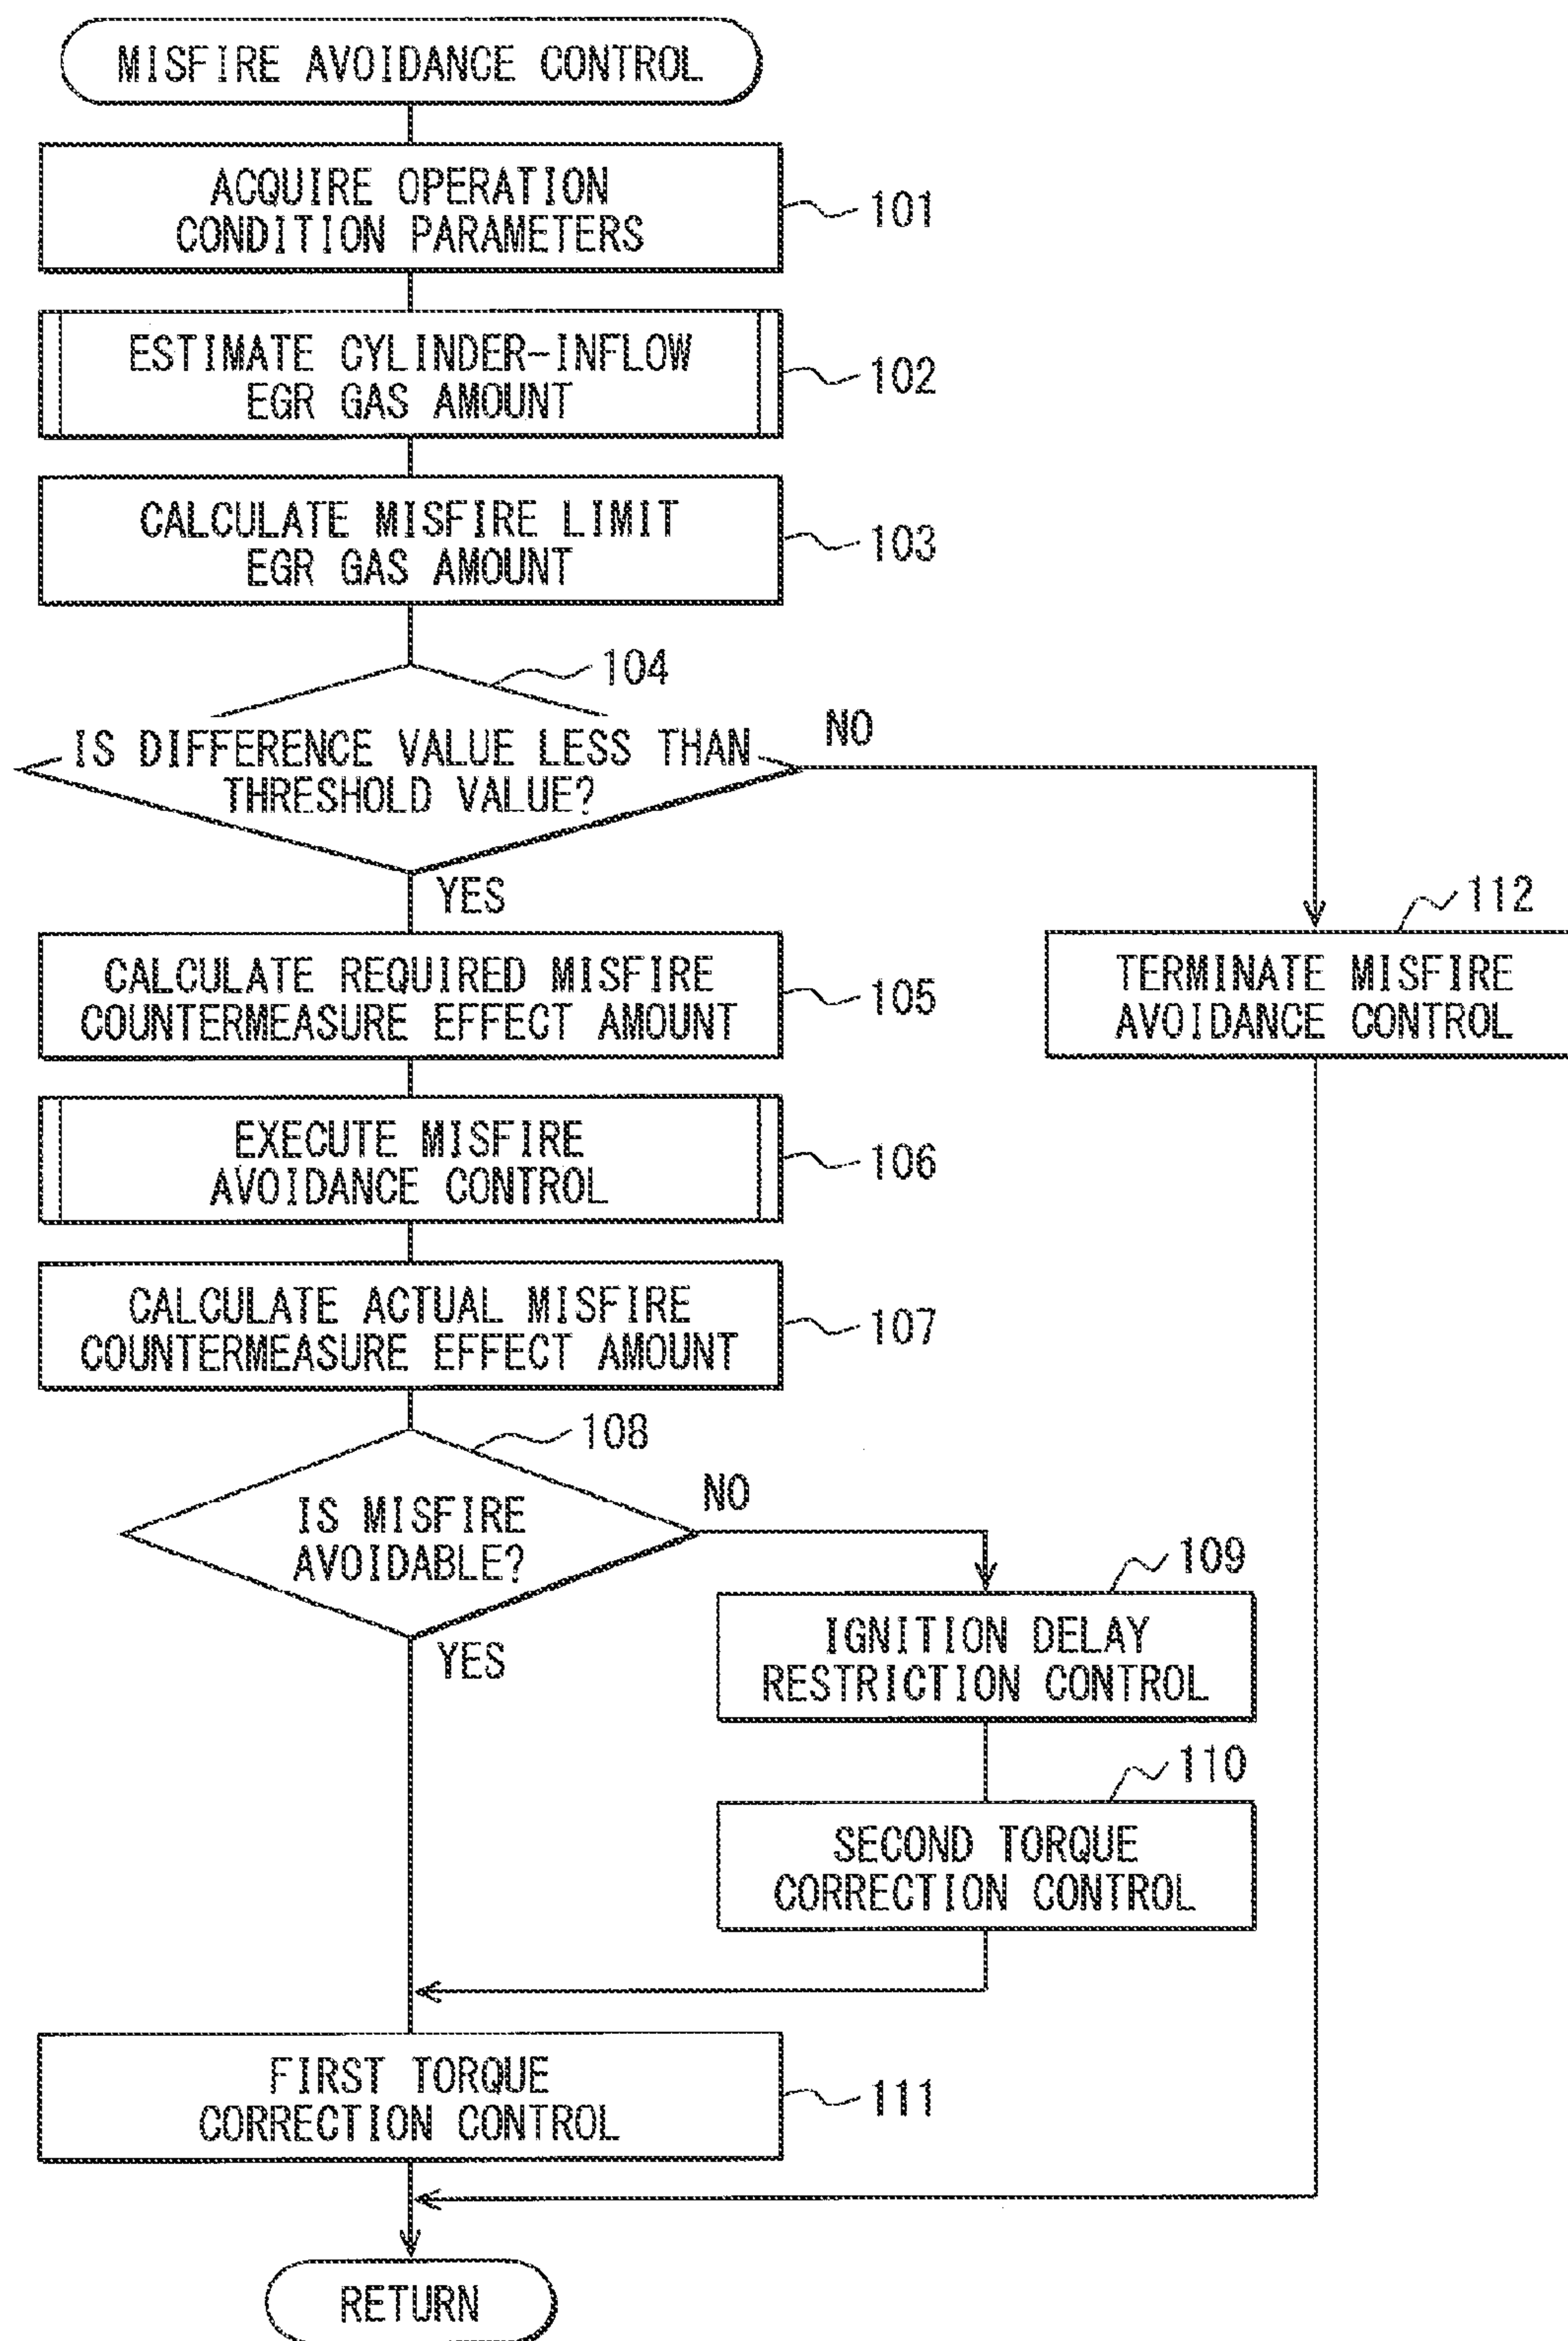 MISFIRE AVOIDANCE CONTROL
ACQUIRE OPERATION
CONDITION PARAMETERS
101
ESTIMATE CYLINDER-INFLOW
EGR GAS AMOUNT
102
CALCULATE MISFIRE LIMIT
EGR GAS AMOUNT
103
104
IS DIFFERENCE VALUE LESS THAN
THRESHOLD VALUE?
NO
YES
112
CALCULATE REQUIRED MISFIRE
COUNTERMEASURE EFFECT AMOUNT
105
TERMINATE MISFIRE
AVOIDANCE CONTROL
EXECUTE MISFIRE
AVOIDANCE CONTROL
106
CALCULATE ACTUAL MISFIRE
COUNTERMEASURE EFFECT AMOUNT
107
108
IS MISFIRE
AVOIDABLE?
NO
YES
109
IGNITION DELAY
RESTRICTION CONTROL
110
SECOND TORQUE
CORRECTION CONTROL
FIRST TORQUE
CORRECTION CONTROL
111
RETURN